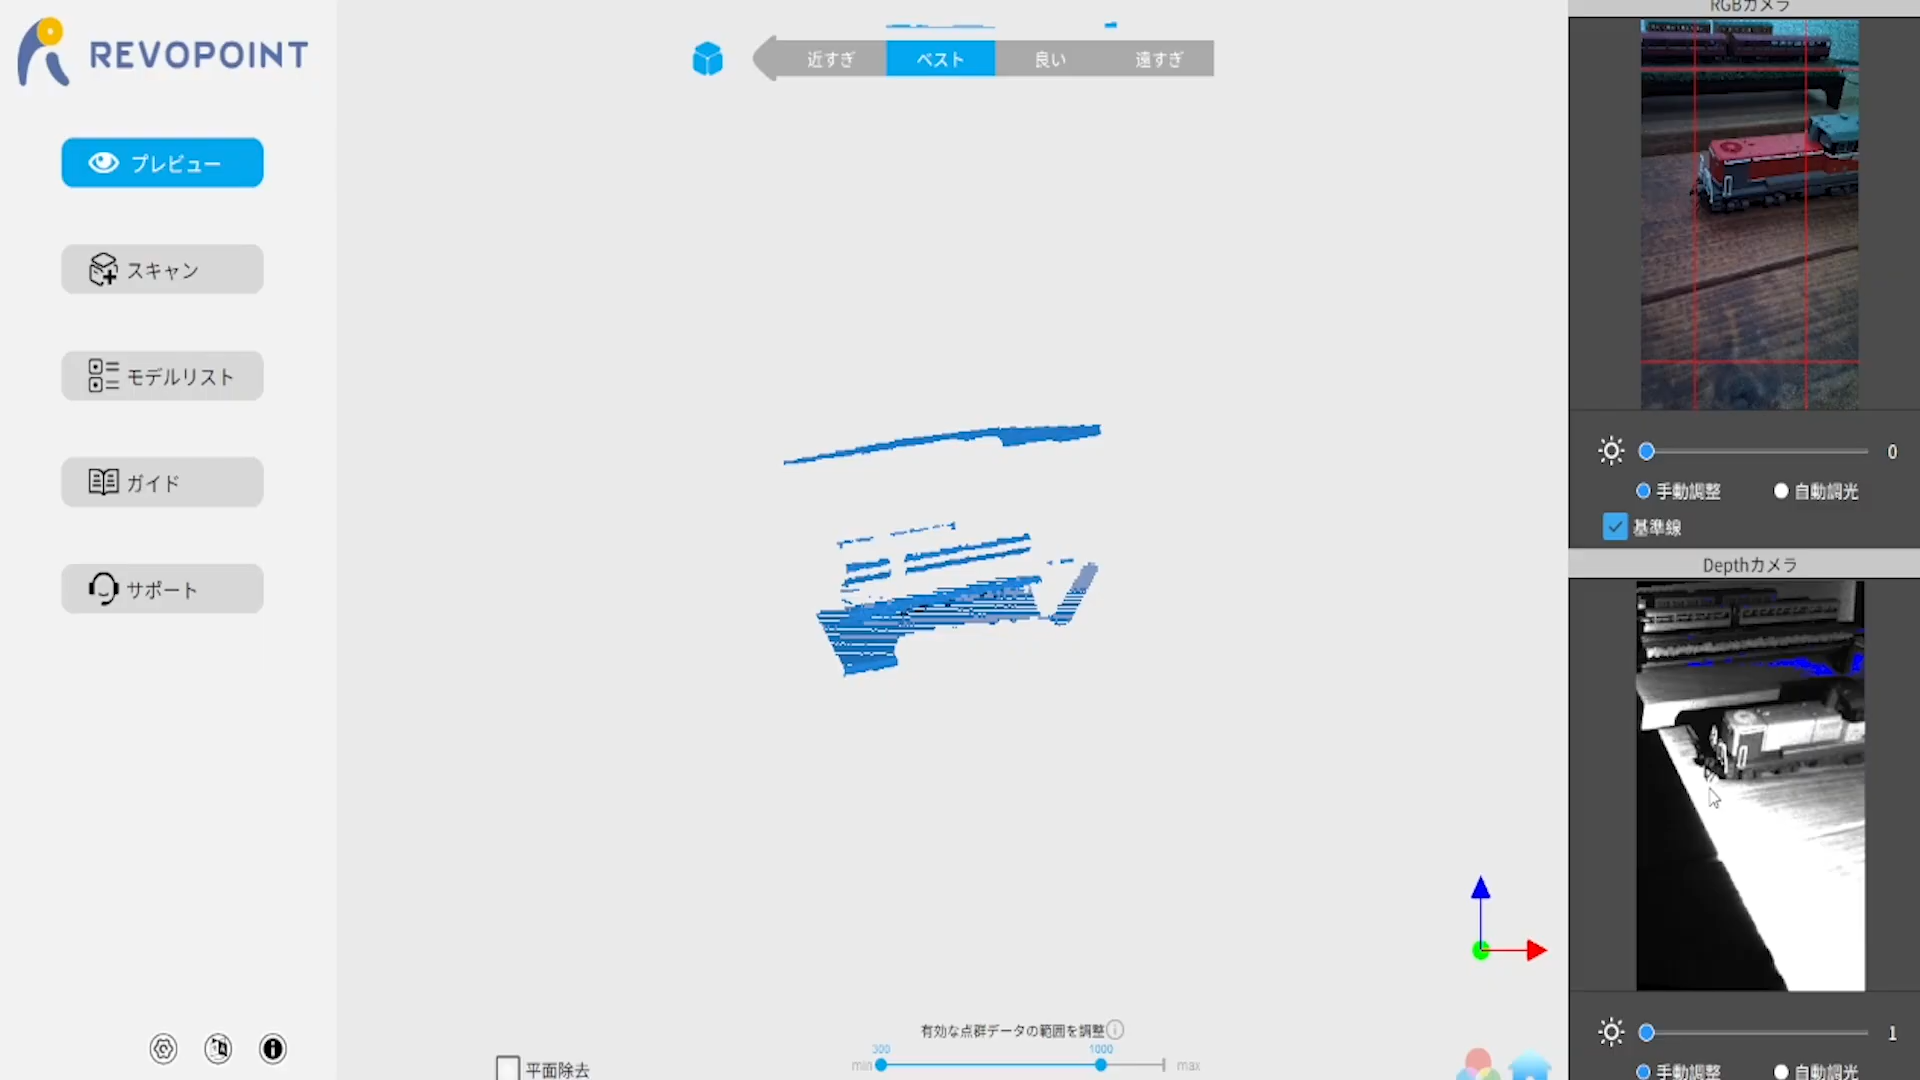 REVOPOINT
プレビュー
スキャン
モデルリスト
ガイド
サポート
近すぎ
ベスト
良い
遠すぎ
RGBカメラ
0
手動調整
自動調光
基準線
Depthカメラ
1
手動調整
自動調光
平面除去
有効な点群データの範囲を調整
300
1000
min
max